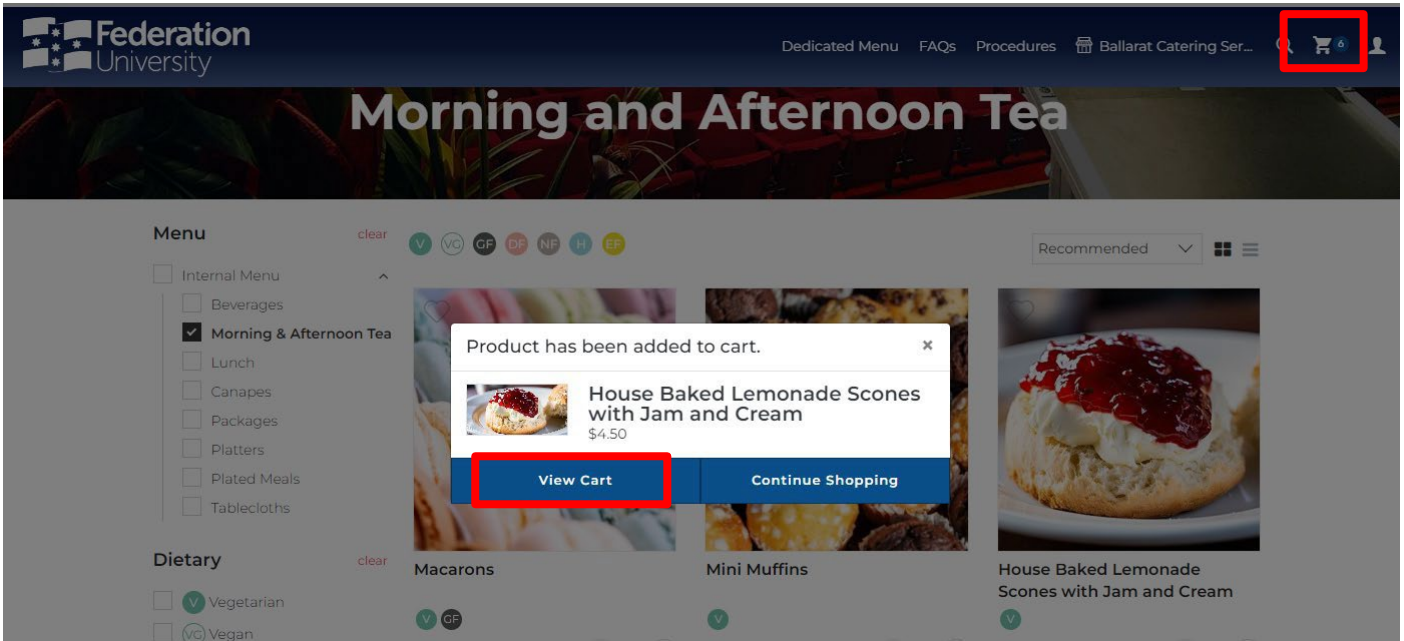 Federation
University
Dedicated Menu FAQs Procedures Ballarat Catering Ser... 6
Morning and Afternoon Tea
Menu clear
V VG GF DF NF H EF
Recommended
Internal Menu
Beverages
Morning & Afternoon Tea
Lunch
Canapes
Packages
Platters
Plated Meals
Tablecloths
Product has been added to cart. ×
House Baked Lemonade Scones
with Jam and Cream
$4.50
View Cart Continue Shopping
Dietary clear
V Vegetarian
VG Vegan
Macarons
V GF
Mini Muffins
V
House Baked Lemonade
Scones with Jam and Cream
V